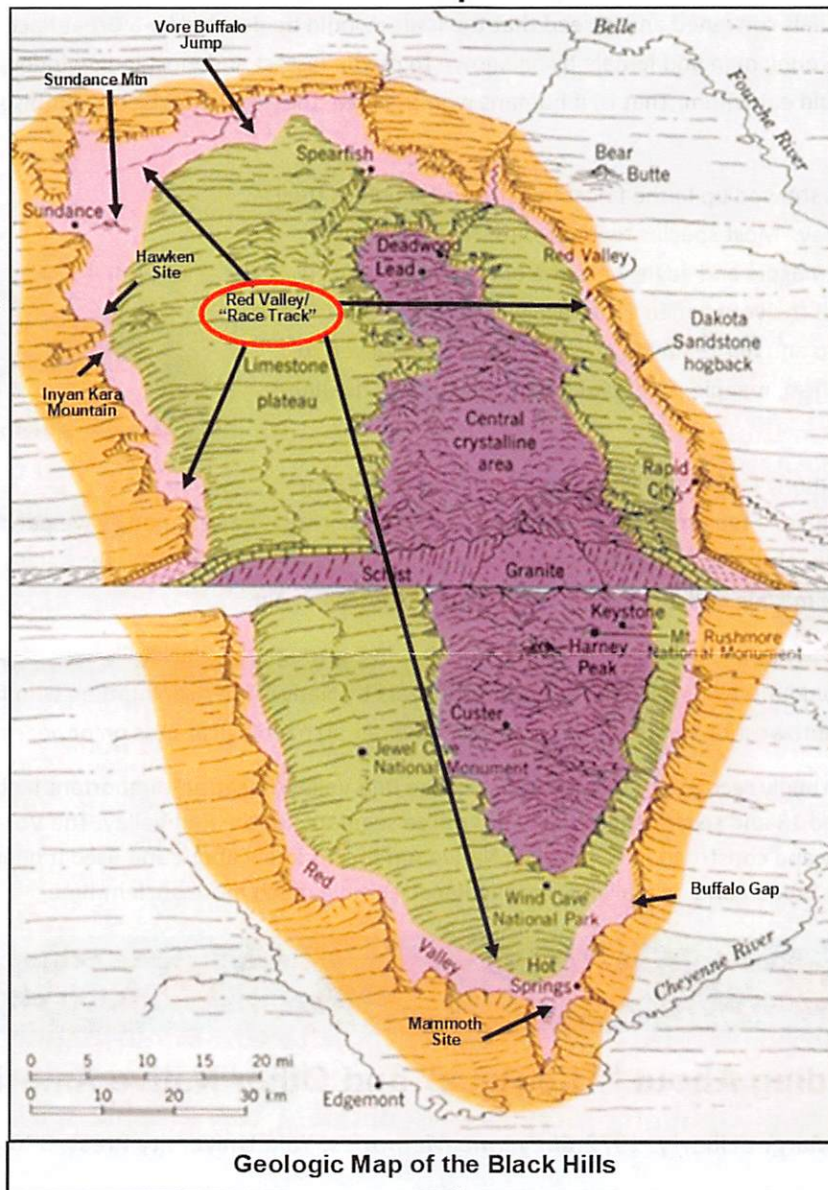 Vore Buffalo
Jump
Belle
Fourche River
Sundance Mtn
Spearfish
Bear
Butte
Sundance
Deadwood
Lead
Red Valley
Hawken
Site
Red Valley/
"Race Track"
Dakota
Sandstone
hogback
Limestone
plateau
Inyan Kara
Mountain
Central
crystalline
area
Rapid
City
Schist
Granite
Keystone
Mt. Rushmore
National Monument
Harney
Peak
Custer
Jewel Cave
National Monument
Red
Valley
Wind Cave
National Park
Buffalo Gap
Hot
Springs
Cheyenne River
Mammoth
Site
0 5 10 15 20 mi
0 10 20 30 km
Edgemont
Geologic Map of the Black Hills